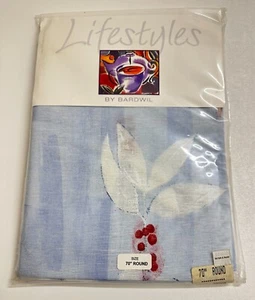 Lifestyles
BY BARDWIL
SIZE
70" ROUND
70" ROUND